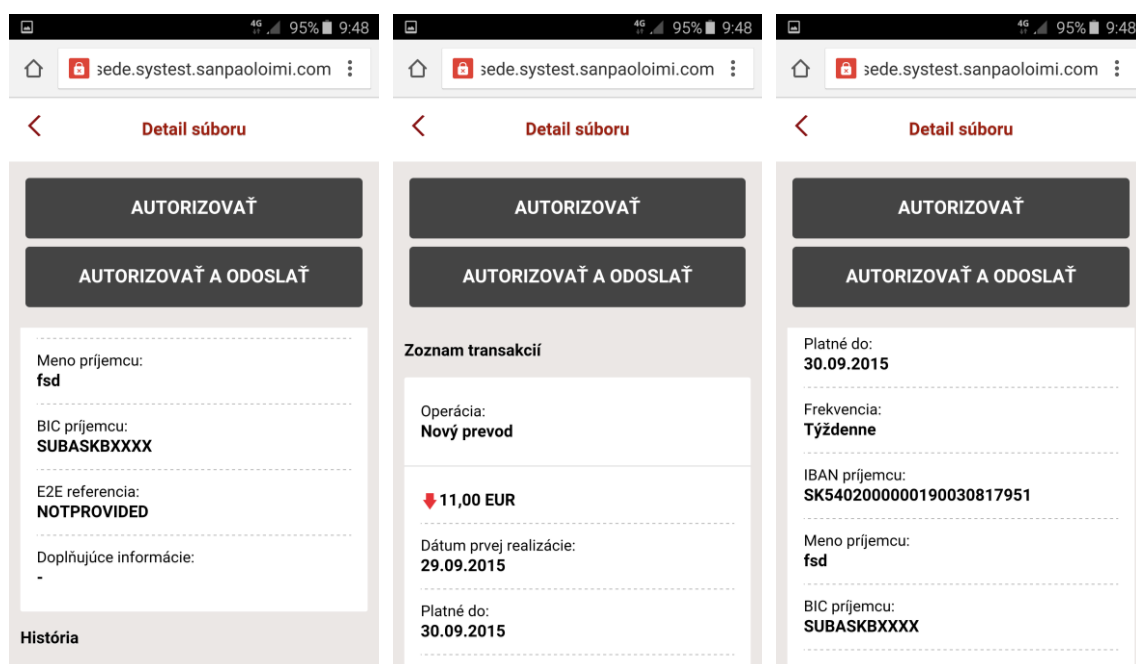 4G 95% 9:48
sede.systest.sanpaoloimi.com
Detail súboru
AUTORIZOVAŤ
AUTORIZOVAŤ A ODOSLAŤ
Meno príjemcu:
fsd
BIC príjemcu:
SUBASKBXXXX
E2E referencia:
NOTPROVIDED
Doplňujúce informácie:
-
História
4G 95% 9:48
sede.systest.sanpaoloimi.com
Detail súboru
AUTORIZOVAŤ
AUTORIZOVAŤ A ODOSLAŤ
Zoznam transakcií
Operácia:
Nový prevod
11,00 EUR
Dátum prvej realizácie:
29.09.2015
Platné do:
30.09.2015
4G 95% 9:48
sede.systest.sanpaoloimi.com
Detail súboru
AUTORIZOVAŤ
AUTORIZOVAŤ A ODOSLAŤ
Platné do:
30.09.2015
Frekvencia:
Týždenne
IBAN príjemcu:
SK5402000000190030817951
Meno príjemcu:
fsd
BIC príjemcu:
SUBASKBXXXX